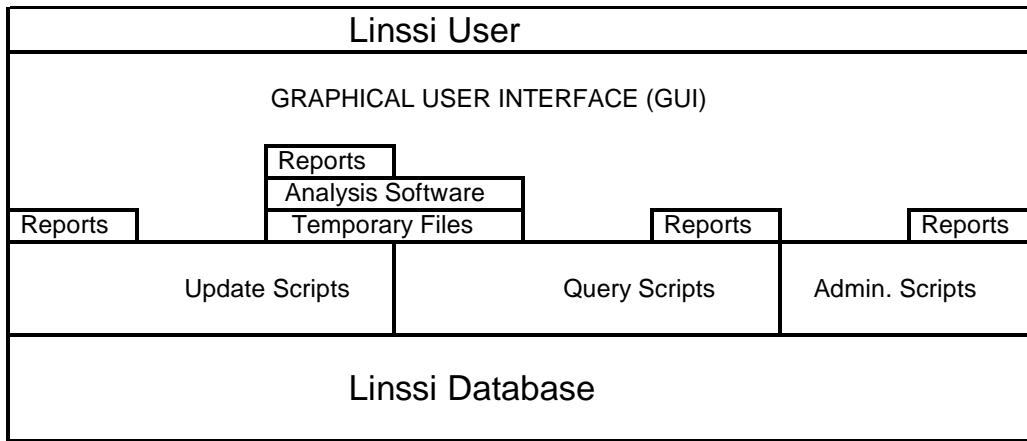 Linssi User
GRAPHICAL USER INTERFACE (GUI)
Reports
Analysis Software
Reports
Temporary Files
Reports
Reports
Update Scripts
Query Scripts
Admin. Scripts
Linssi Database